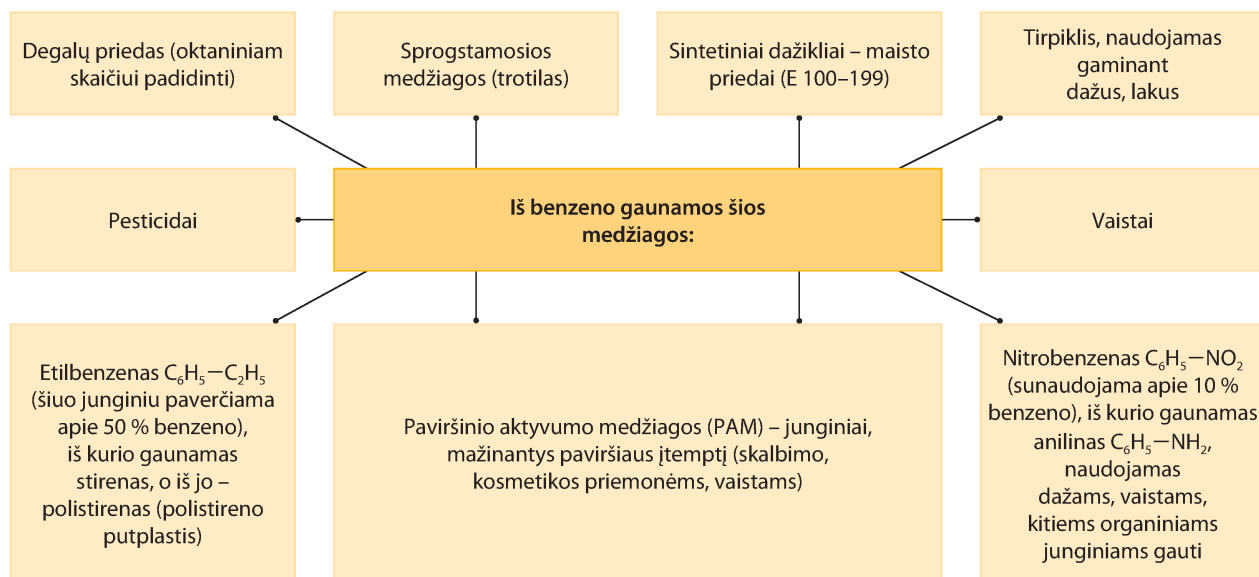 Degalų priedas (oktaniniam
skaičiui padidinti)
Sprogstamosios
medžiagos (trotilas)
Sintetiniai dažikliai – maisto
priedai (E 100–199)
Tirpiklis, naudojamas
gaminant
dažus, lakus
Pesticidai
Iš benzeno gaunamos šios
medžiagos:
Vaistai
Etilbenzenas C₆H₅—C₂H₅
(šiuo junginiu paverčiama
apie 50 % benzeno),
iš kurio gaunamas
stirenas, o iš jo –
polistirenas (polistireno
putplastis)
Paviršinio aktyvumo medžiagos (PAM) – junginiai,
mažinantys paviršiaus įtemptį (skalbimo,
kosmetikos priemonėms, vaistams)
Nitrobenzenas C₆H₅—NO₂
(sunaudojama apie 10 %
benzeno), iš kurio gaunamas
anilinas C₆H₅—NH₂,
naudojamas
dažams, vaistams,
kitiems organiniams
junginiams gauti